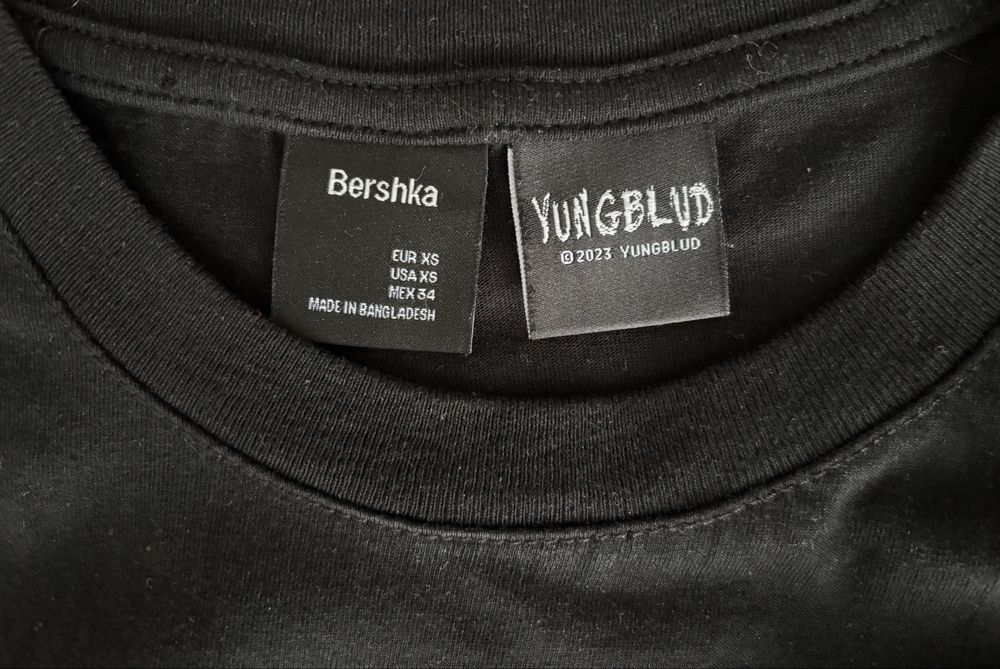 Bershka
EUR XS
USA XS
MEX 34
MADE IN BANGLADESH
YUNGBLUD
©2023 YUNGBLUD